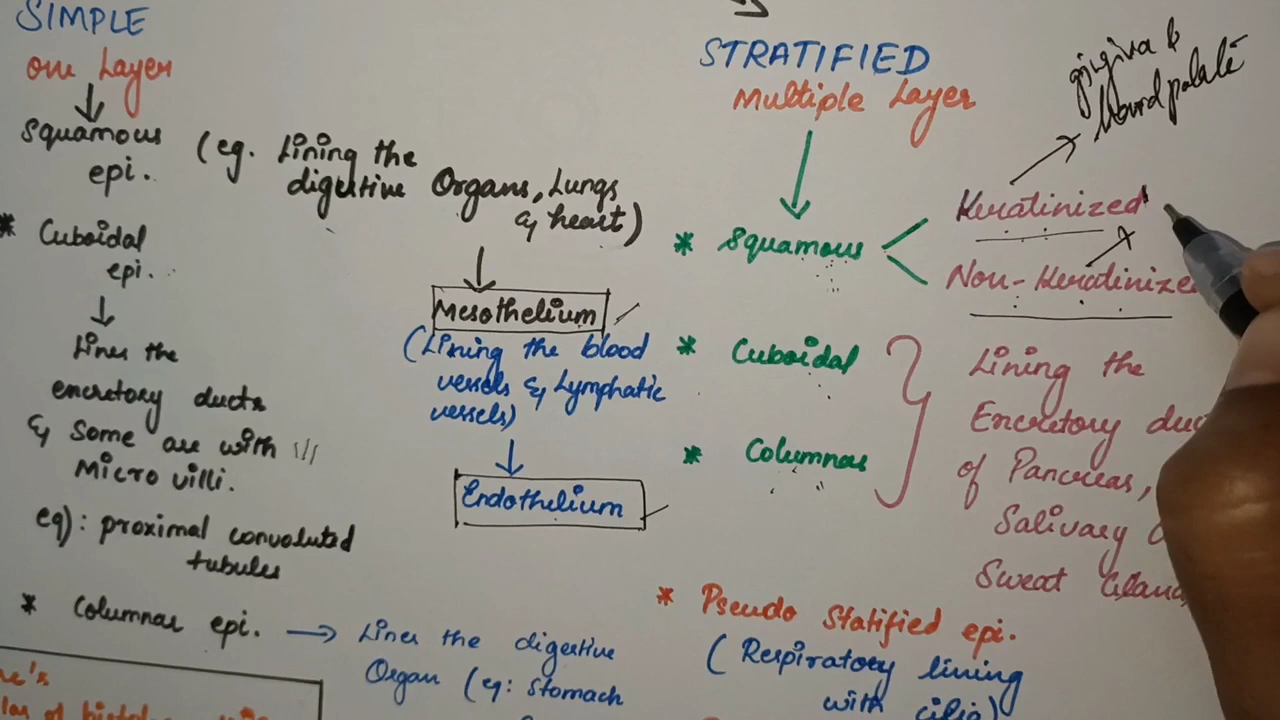 SIMPLE
one Layer
Squamous
epi.
(eg. Lining the
digestive Organs, Lungs
& heart)
Mesothelium
(Lining the blood
vessels & Lymphatic
vessels)
Endothelium
* Cuboidal
epi.
Lines the
excretory ducts
& Some are with
Micro villi.
eg): proximal convoluted
tubules
* Columnar epi. → Lines the digestive
Organ (eg: Stomach
STRATIFIED
Multiple Layer
* Squamous
Keratinized
gingiva &
Hard palate
Non-Keratinize
* Cuboidal
* Columnar
Lining the
Excretory duc
of Pancreas,
Salivary
Sweat Gland
* Pseudo Statified epi.
(Respiratory lining
with cilia)